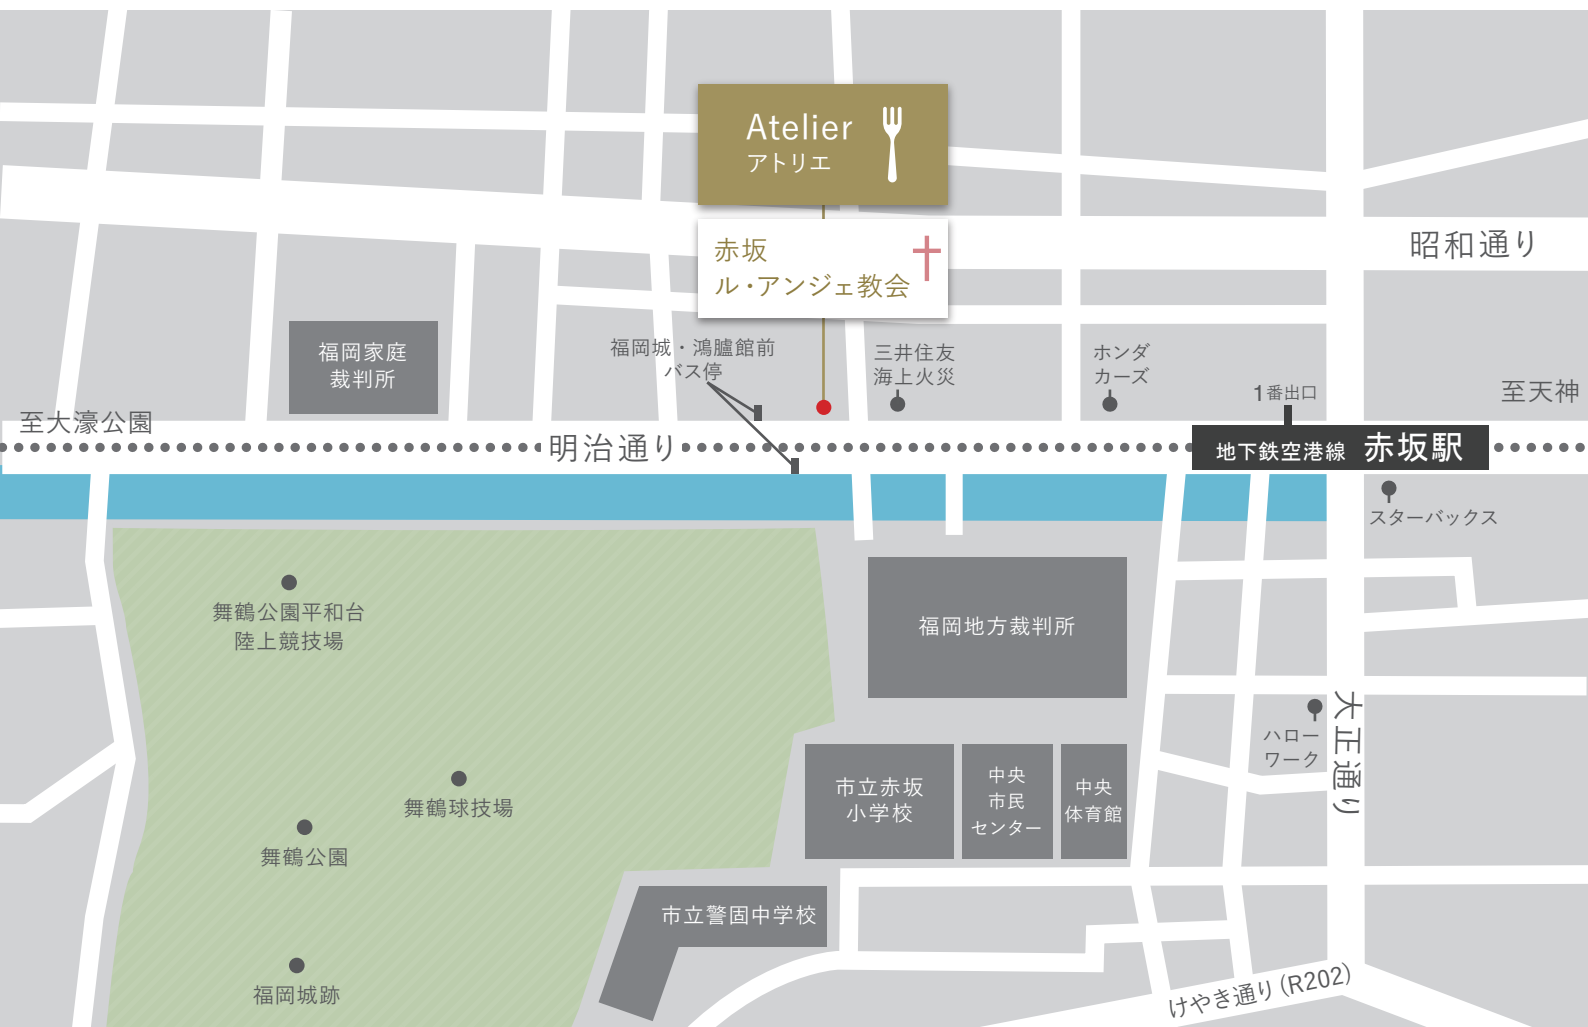 Atelier
アトリエ
赤坂
ル・アンジェ教会
昭和通り
福岡家庭
裁判所
福岡城・鴻臚館前
バス停
三井住友
海上火災
ホンダ
カーズ
1番出口
至天神
至大濠公園
明治通り
地下鉄空港線 赤坂駅
スターバックス
舞鶴公園平和台
陸上競技場
福岡地方裁判所
大正通り
ハロー
ワーク
舞鶴球技場
市立赤坂
小学校
中央
市民
センター
中央
体育館
舞鶴公園
市立警固中学校
福岡城跡
けやき通り(R202)